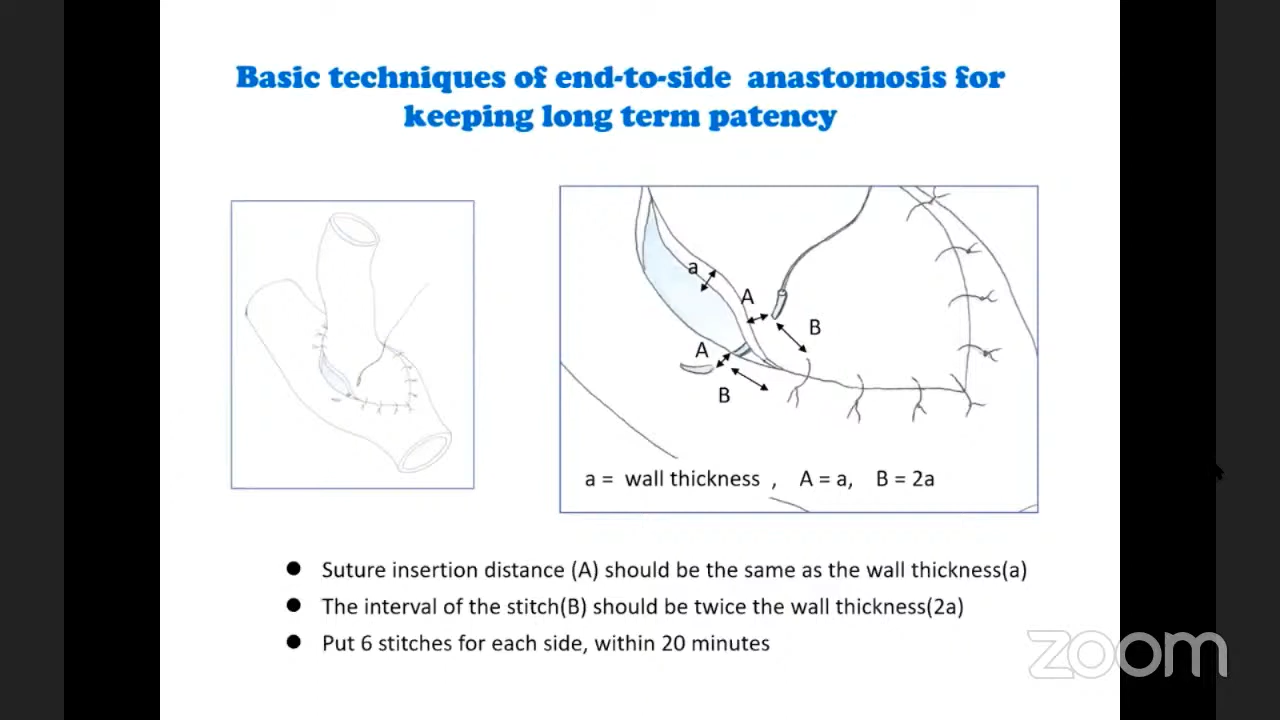 Basic techniques of end-to-side anastomosis for
keeping long term patency
a
A
B
A
B
a = wall thickness , A = a, B = 2a
● Suture insertion distance (A) should be the same as the wall thickness(a)
● The interval of the stitch(B) should be twice the wall thickness(2a)
● Put 6 stitches for each side, within 20 minutes
zoom